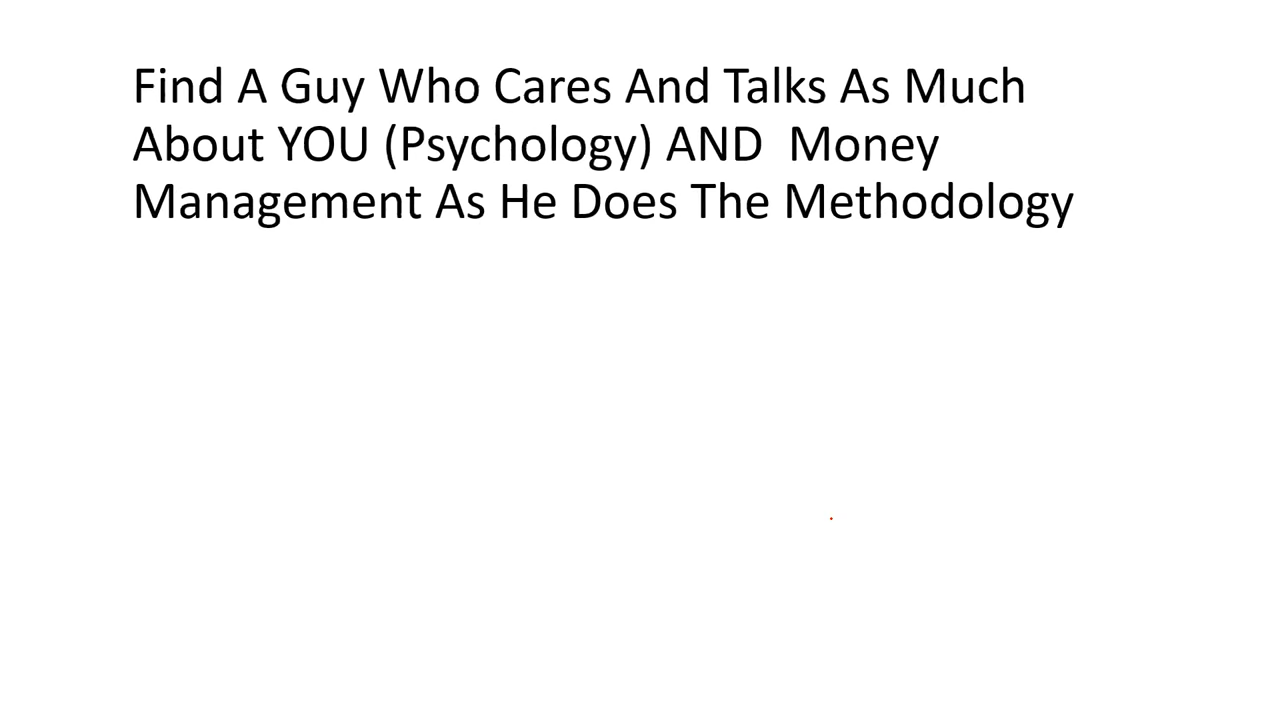 Find A Guy Who Cares And Talks As Much
About YOU (Psychology) AND  Money
Management As He Does The Methodology